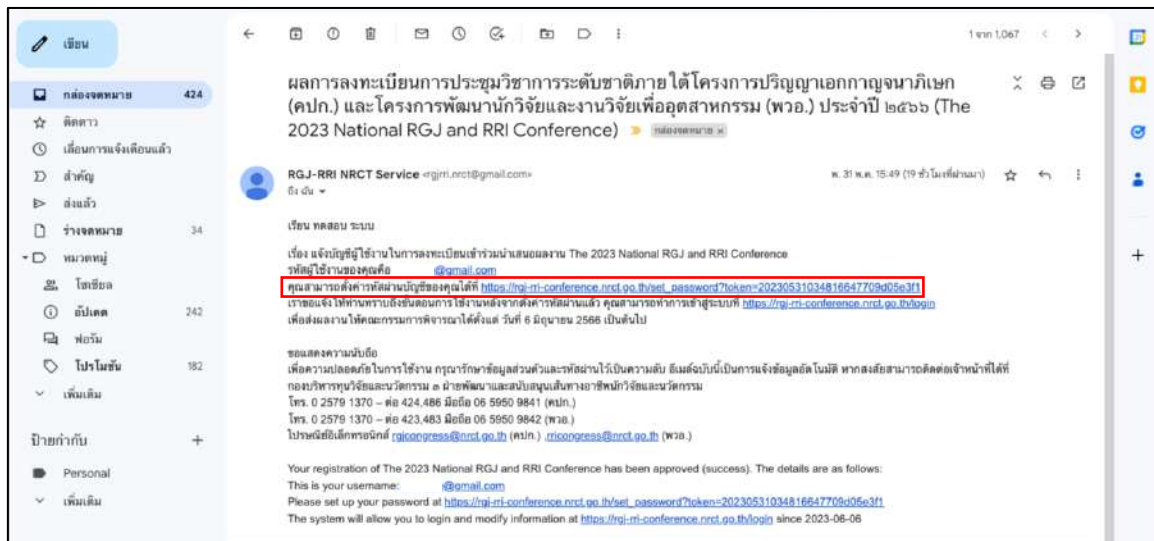 เขียน
1 จาก 1,067
กล่องจดหมาย 424
ติดดาว
เลื่อนการแจ้งเตือนแล้ว
สำคัญ
ส่งแล้ว
ร่างจดหมาย 34
หมวดหมู่
โซเชียล
อัปเดต 242
ฟอรัม
โปรโมชัน 182
เพิ่มเติม
ป้ายกำกับ
Personal
เพิ่มเติม
ผลการลงทะเบียนการประชุมวิชาการระดับชาติภายใต้โครงการปริญญาเอกกาญจนาภิเษก
(คปก.) และโครงการพัฒนานักวิจัยและงานวิจัยเพื่ออุตสาหกรรม (พวอ.) ประจำปี ๒๕๖๖ (The
2023 National RGJ and RRI Conference) กล่องจดหมาย ×
RGJ-RRI NRCT Service <rgjrri.nrct@gmail.com> พ. 31 พ.ค. 15:49 (19 ชั่วโมงที่ผ่านมา)
ถึง ฉัน
เรียน ทดสอบ ระบบ
เรื่อง แจ้งบัญชีผู้ใช้งานในการลงทะเบียนเข้าร่วมนำเสนอผลงาน The 2023 National RGJ and RRI Conference
รหัสผู้ใช้งานของคุณคือ @gmail.com
คุณสามารถตั้งค่ารหัสผ่านบัญชีของคุณได้ที่ https://rgj-rri-conference.nrct.go.th/set_password?token=20230531034816647709d05e3f1
เราขอแจ้งให้ท่านทราบถึงขั้นตอนการใช้งานหลังจากตั้งค่ารหัสผ่านแล้ว คุณสามารถทำการเข้าสู่ระบบที่ https://rgj-rri-conference.nrct.go.th/login
เพื่อส่งผลงานให้คณะกรรมการพิจารณาได้ตั้งแต่ วันที่ 6 มิถุนายน 2566 เป็นต้นไป
ขอแสดงความนับถือ
เพื่อความปลอดภัยในการใช้งาน กรุณารักษาข้อมูลส่วนตัวและรหัสผ่านไว้เป็นความลับ อีเมล์ฉบับนี้เป็นการแจ้งข้อมูลอัตโนมัติ หากสงสัยสามารถติดต่อเจ้าหน้าที่ได้ที่
กองบริหารทุนวิจัยและนวัตกรรม ๓ ฝ่ายพัฒนาและสนับสนุนเส้นทางอาชีพนักวิจัยและนวัตกรรม
โทร. 0 2579 1370 – ต่อ 424,486 มือถือ 06 5950 9841 (คปก.)
โทร. 0 2579 1370 – ต่อ 423,483 มือถือ 06 5950 9842 (พวอ.)
ไปรษณีย์อิเล็กทรอนิกส์ rgjcongress@nrct.go.th (คปก.) ,rricongress@nrct.go.th (พวอ.)
Your registration of The 2023 National RGJ and RRI Conference has been approved (success). The details are as follows:
This is your username: @gmail.com
Please set up your password at https://rgj-rri-conference.nrct.go.th/set_password?token=20230531034816647709d05e3f1
The system will allow you to login and modify information at https://rgj-rri-conference.nrct.go.th/login since 2023-06-06